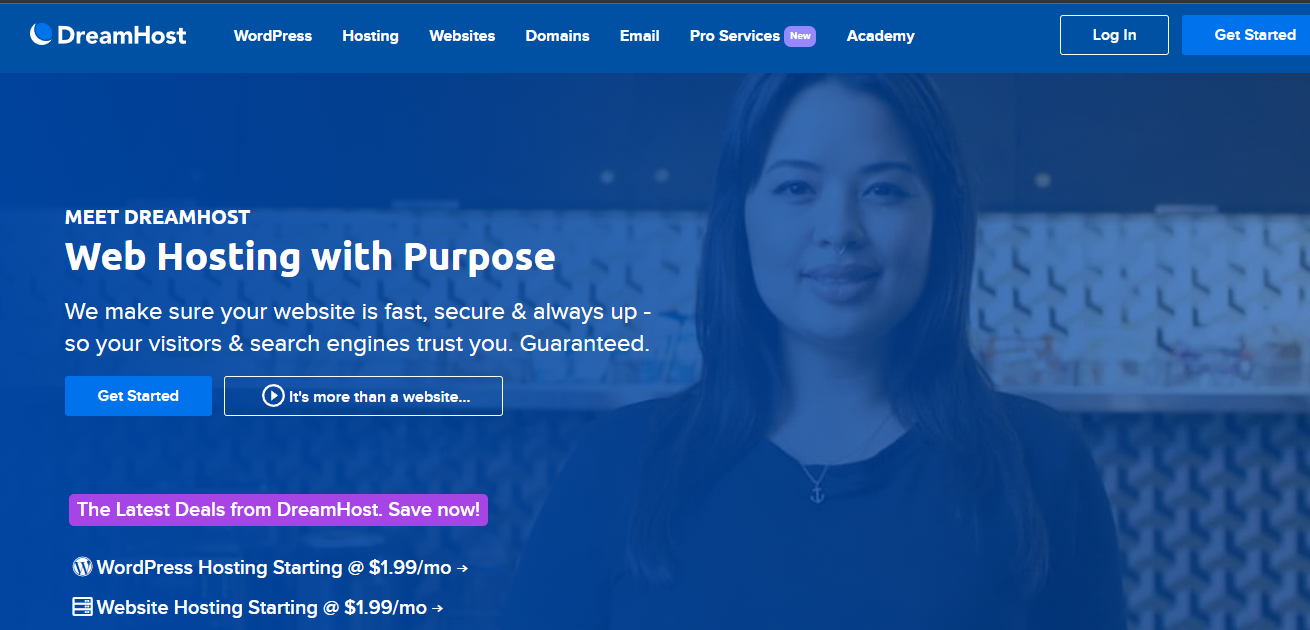 DreamHost WordPress Hosting Websites Domains Email Pro Services New Academy Log In Get Started
MEET DREAMHOST
Web Hosting with Purpose
We make sure your website is fast, secure & always up -
so your visitors & search engines trust you. Guaranteed.
Get Started It's more than a website...
The Latest Deals from DreamHost. Save now!
WordPress Hosting Starting @ $1.99/mo →
Website Hosting Starting @ $1.99/mo →